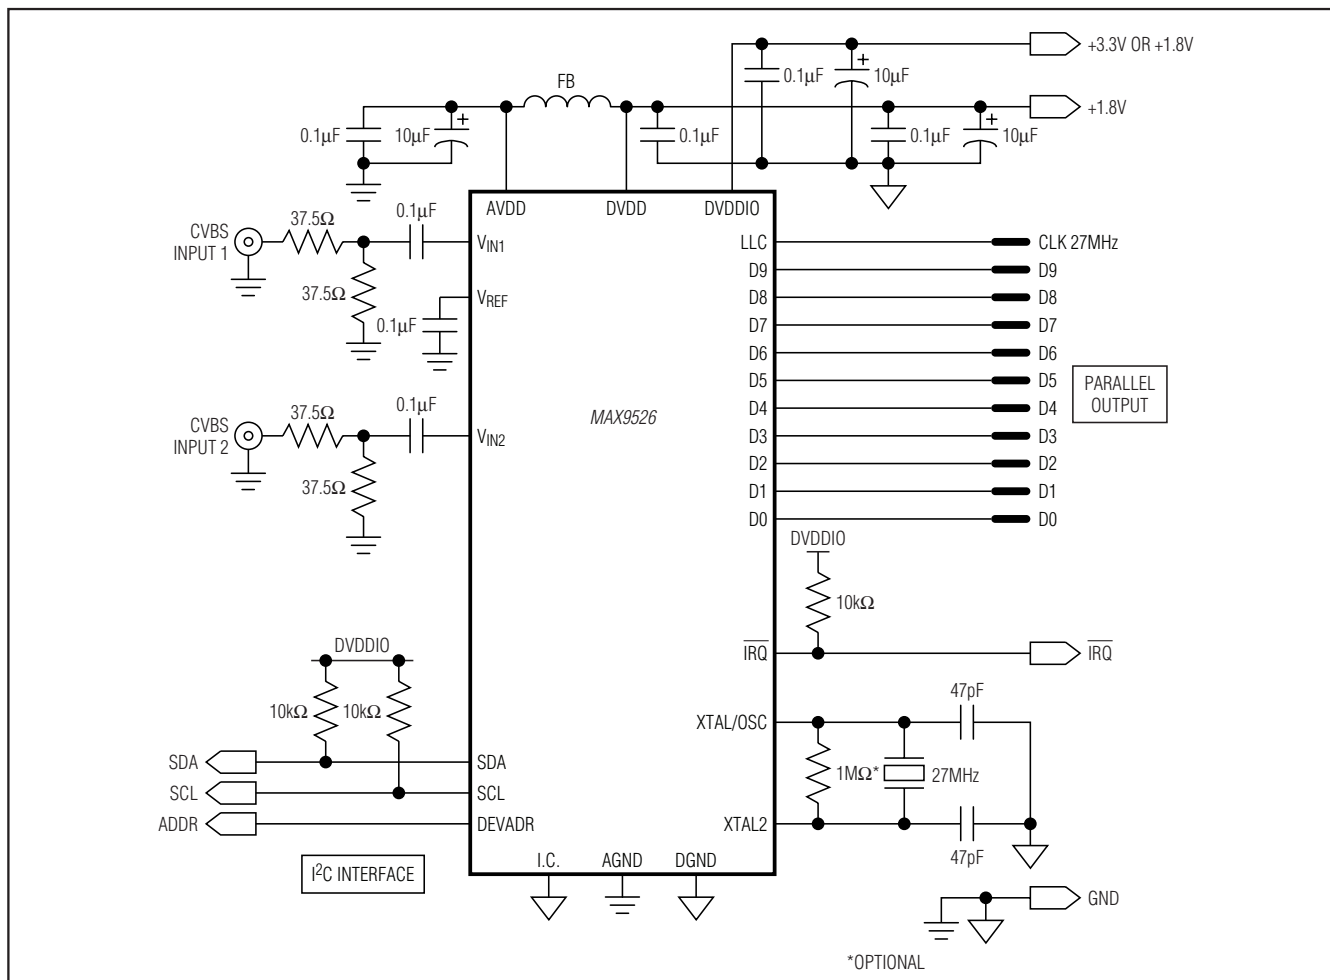 +3.3V OR +1.8V
0.1µF
10µF
FB
+1.8V
0.1µF
10µF
0.1µF
0.1µF
10µF
AVDD
DVDD
DVDDIO
CVBS
INPUT 1
37.5Ω
0.1µF
VIN1
37.5Ω
VREF
0.1µF
CVBS
INPUT 2
37.5Ω
0.1µF
VIN2
37.5Ω
MAX9526
LLC
CLK 27MHz
D9
D9
D8
D8
D7
D7
D6
D6
D5
D5
D4
D4
D3
D3
D2
D2
D1
D1
D0
D0
PARALLEL
OUTPUT
DVDDIO
10kΩ
IRQ
IRQ
DVDDIO
10kΩ
10kΩ
SDA
SDA
SCL
SCL
ADDR
DEVADR
I2C INTERFACE
XTAL/OSC
47pF
1MΩ*
27MHz
XTAL2
47pF
I.C.
AGND
DGND
GND
*OPTIONAL